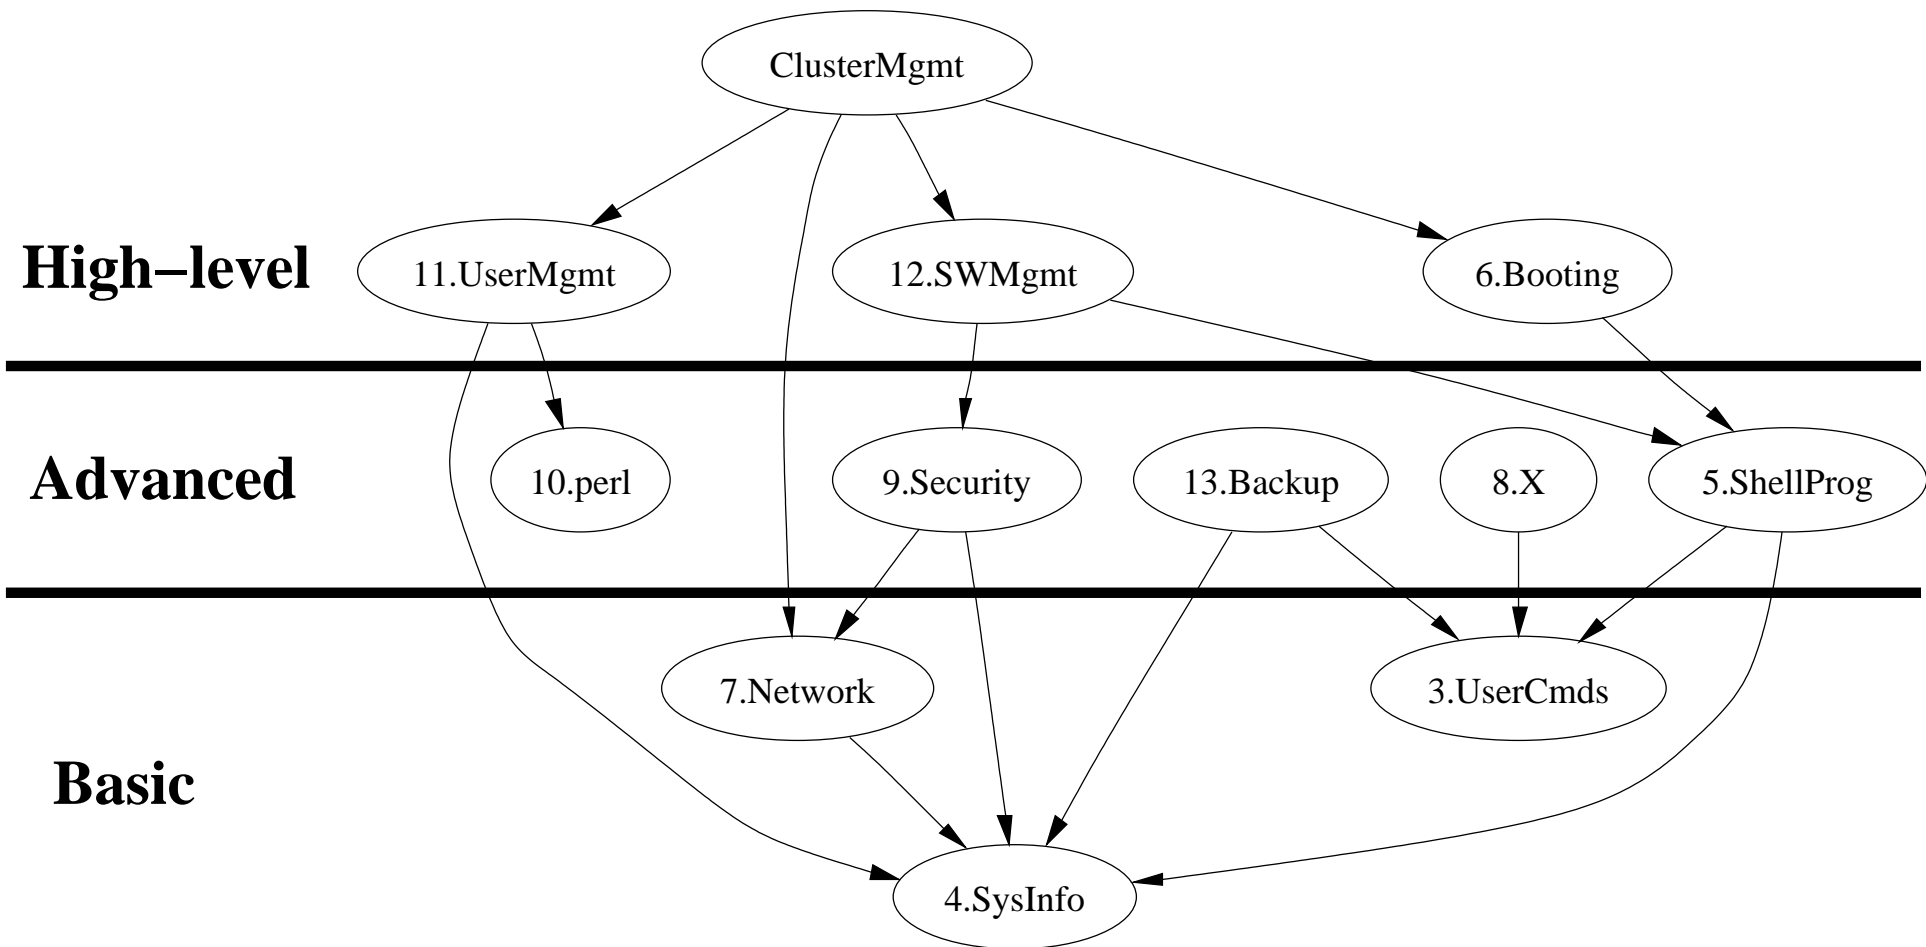 ClusterMgmt
High-level
11.UserMgmt
12.SWMgmt
6.Booting
Advanced
10.perl
9.Security
13.Backup
8.X
5.ShellProg
7.Network
3.UserCmds
Basic
4.SysInfo